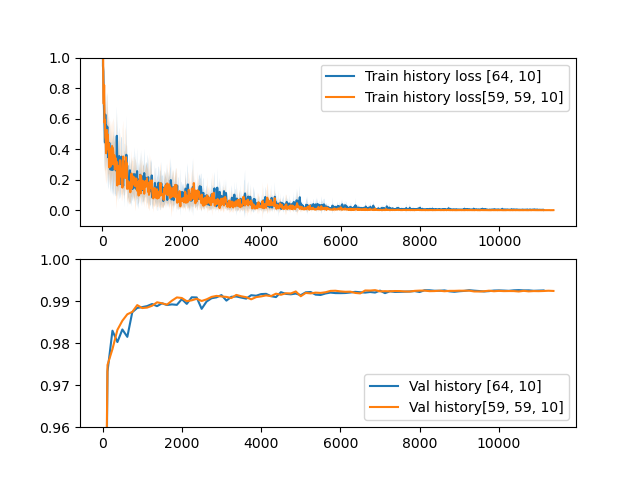 1.0
0.8
0.6
0.4
0.2
0.0
Train history loss [64, 10]
Train history loss[59, 59, 10]
0 2000 4000 6000 8000 10000
1.00
0.99
0.98
0.97
0.96
Val history [64, 10]
Val history[59, 59, 10]
0 2000 4000 6000 8000 10000